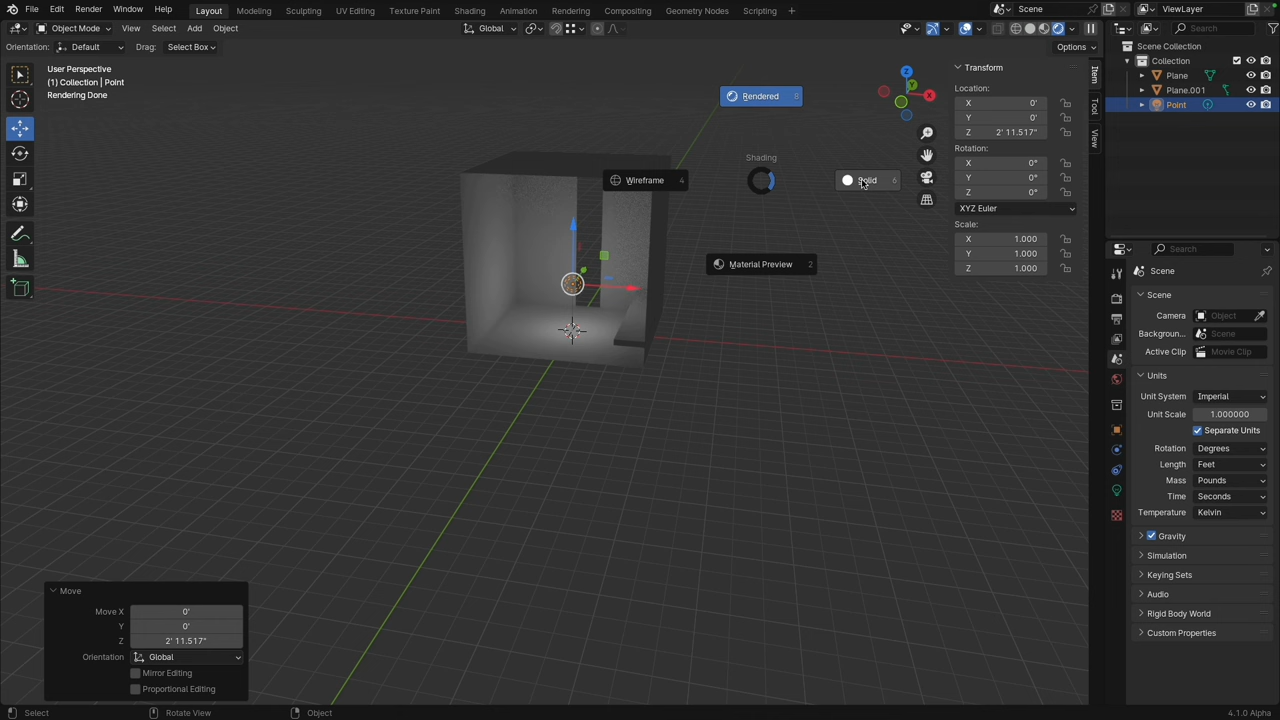 File Edit Render Window Help Layout Modeling Sculpting UV Editing Texture Paint Shading Animation Rendering Compositing Geometry Nodes Scripting + Scene ViewLayer
Object Mode View Select Add Object Global Search
Orientation: Default Drag: Select Box Options
User Perspective
(1) Collection | Point
Rendering Done
Scene Collection
Collection
Plane
Plane.001
Point
Transform
Location:
X 0'
Y 0'
Z 2' 11.517"
Rotation:
X 0°
Y 0°
Z 0°
XYZ Euler
Scale:
X 1.000
Y 1.000
Z 1.000
Item
Tool
View
Z
Y
X
Rendered 8
Shading
Wireframe 4
Solid 6
Material Preview 2
Search
Scene
Scene
Camera Object
Backgroun... Scene
Active Clip Movie Clip
Units
Unit System Imperial
Unit Scale 1.000000
Separate Units
Rotation Degrees
Length Feet
Mass Pounds
Time Seconds
Temperature Kelvin
Gravity
Simulation
Keying Sets
Audio
Rigid Body World
Custom Properties
Move
Move X 0'
Y 0'
Z 2' 11.517"
Orientation Global
Mirror Editing
Proportional Editing
Select Rotate View Object 4.1.0 Alpha